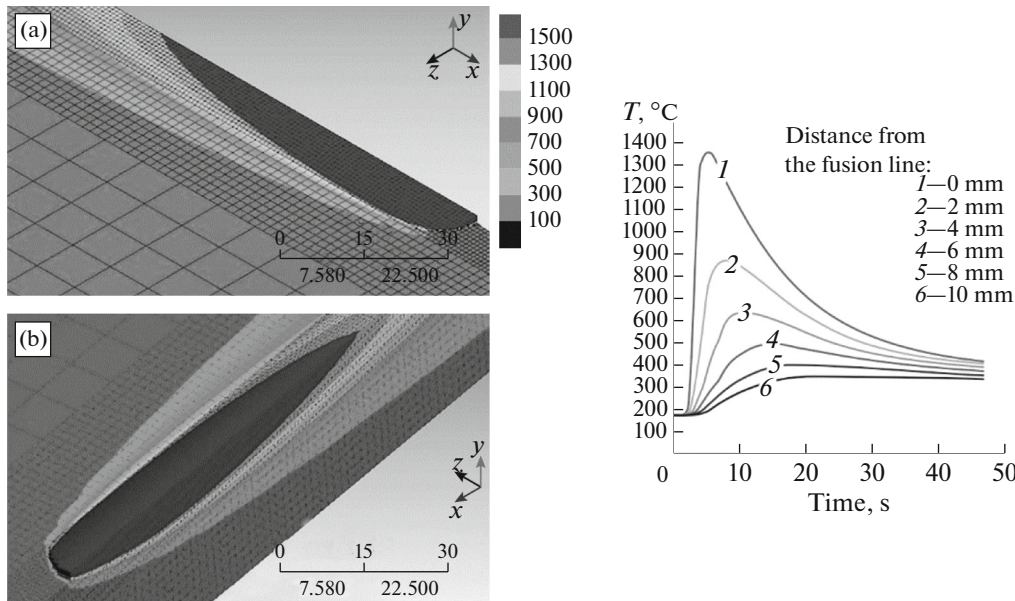 (a)
y
z
x
0
15
30
7.580
22.500
(b)
y
z
x
0
15
30
7.580
22.500
1500
1300
1100
900
700
500
300
100
T, °C
1400
1300
1200
1100
1000
900
800
700
600
500
400
300
200
100
0
10
20
30
40
50
Time, s
1
2
3
4
5
6
Distance from
the fusion line:
1—0 mm
2—2 mm
3—4 mm
4—6 mm
5—8 mm
6—10 mm